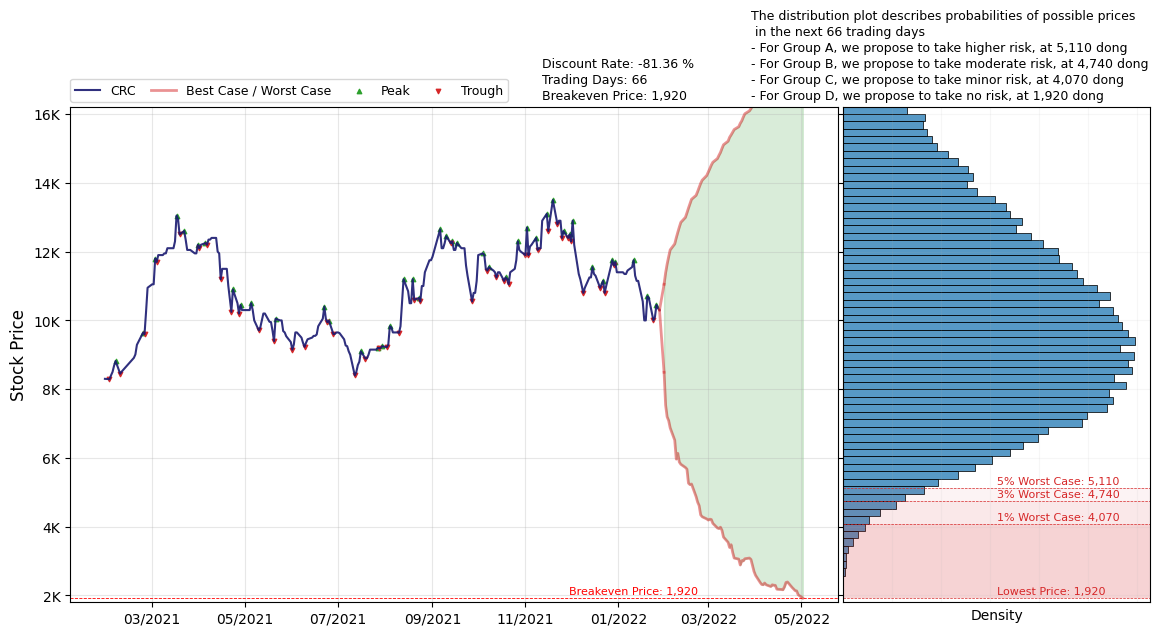 The distribution plot describes probabilities of possible prices
in the next 66 trading days
- For Group A, we propose to take higher risk, at 5,110 dong
- For Group B, we propose to take moderate risk, at 4,740 dong
- For Group C, we propose to take minor risk, at 4,070 dong
- For Group D, we propose to take no risk, at 1,920 dong
Discount Rate: -81.36 %
Trading Days: 66
Breakeven Price: 1,920
CRC
Best Case / Worst Case
Peak
Trough
Stock Price
16K
14K
12K
10K
8K
6K
4K
2K
Breakeven Price: 1,920
03/2021
05/2021
07/2021
09/2021
11/2021
01/2022
03/2022
05/2022
5% Worst Case: 5,110
3% Worst Case: 4,740
1% Worst Case: 4,070
Lowest Price: 1,920
Density